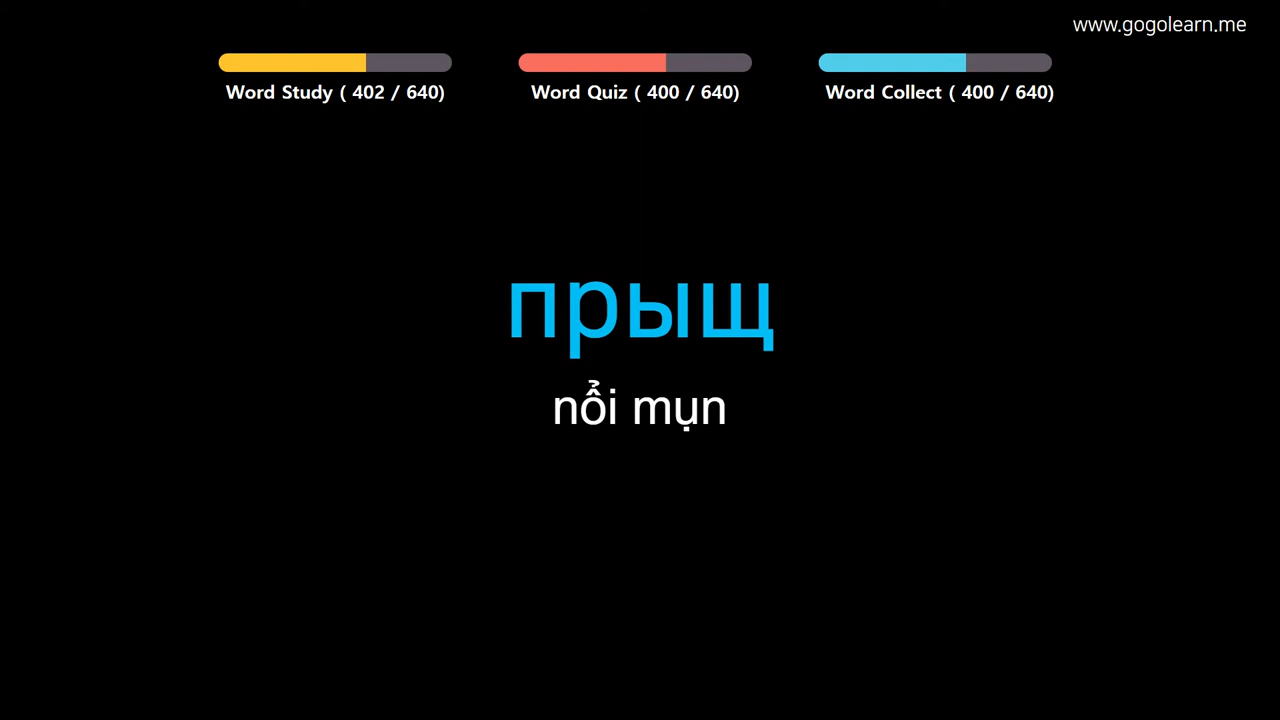 www.gogolearn.me
Word Study ( 402 / 640)
Word Quiz ( 400 / 640)
Word Collect ( 400 / 640)
прыщ
nổi mụn